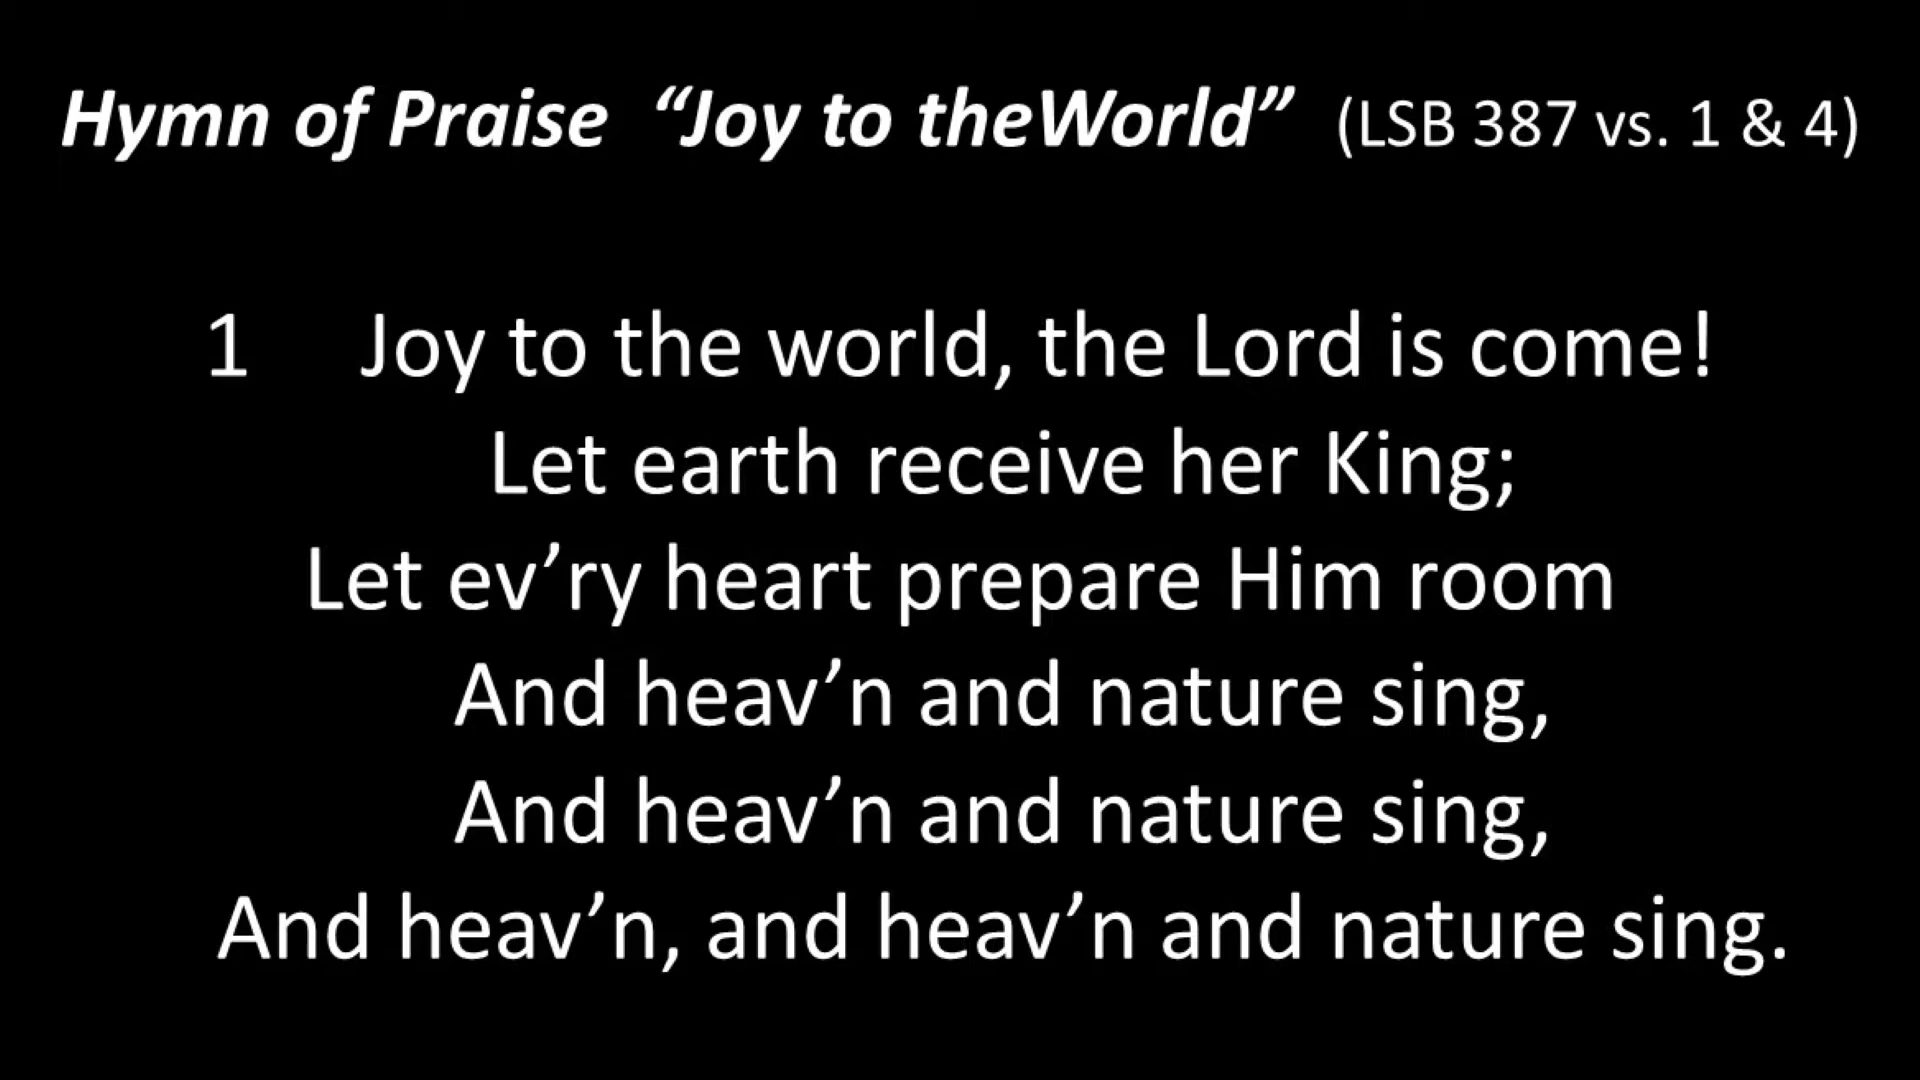 Hymn of Praise “Joy to theWorld” (LSB 387 vs. 1 & 4)
1 Joy to the world, the Lord is come!
Let earth receive her King;
Let ev’ry heart prepare Him room
And heav’n and nature sing,
And heav’n and nature sing,
And heav’n, and heav’n and nature sing.